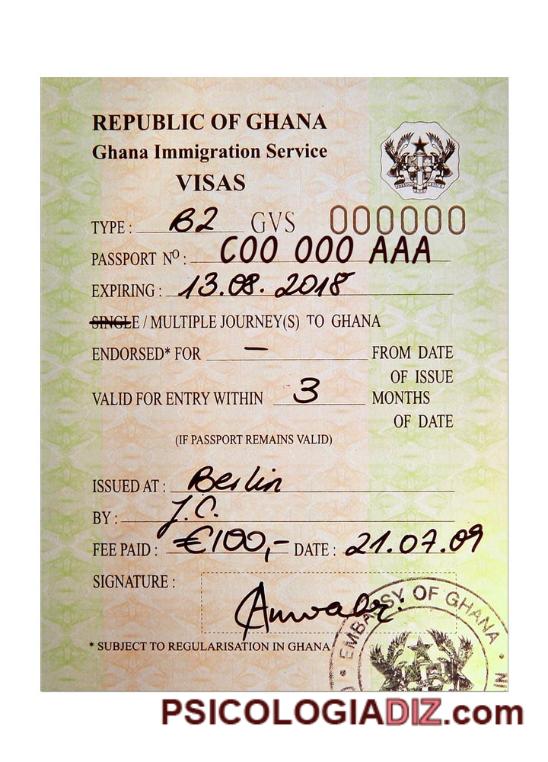 REPUBLIC OF GHANA
Ghana Immigration Service
VISAS
TYPE : B2 GVS 000000
PASSPORT Nº : C00 000 AAA
EXPIRING : 13.08.2018
SINGLE / MULTIPLE JOURNEY(S) TO GHANA
ENDORSED* FOR — FROM DATE
OF ISSUE
VALID FOR ENTRY WITHIN 3 MONTHS
OF DATE
(IF PASSPORT REMAINS VALID)
ISSUED AT : Berlin
BY : J.C.
FEE PAID : €100,- DATE : 21.07.09
SIGNATURE :
* SUBJECT TO REGULARISATION IN GHANA
EMBASSY OF GHANA
PSICOLOGIADIZ.com